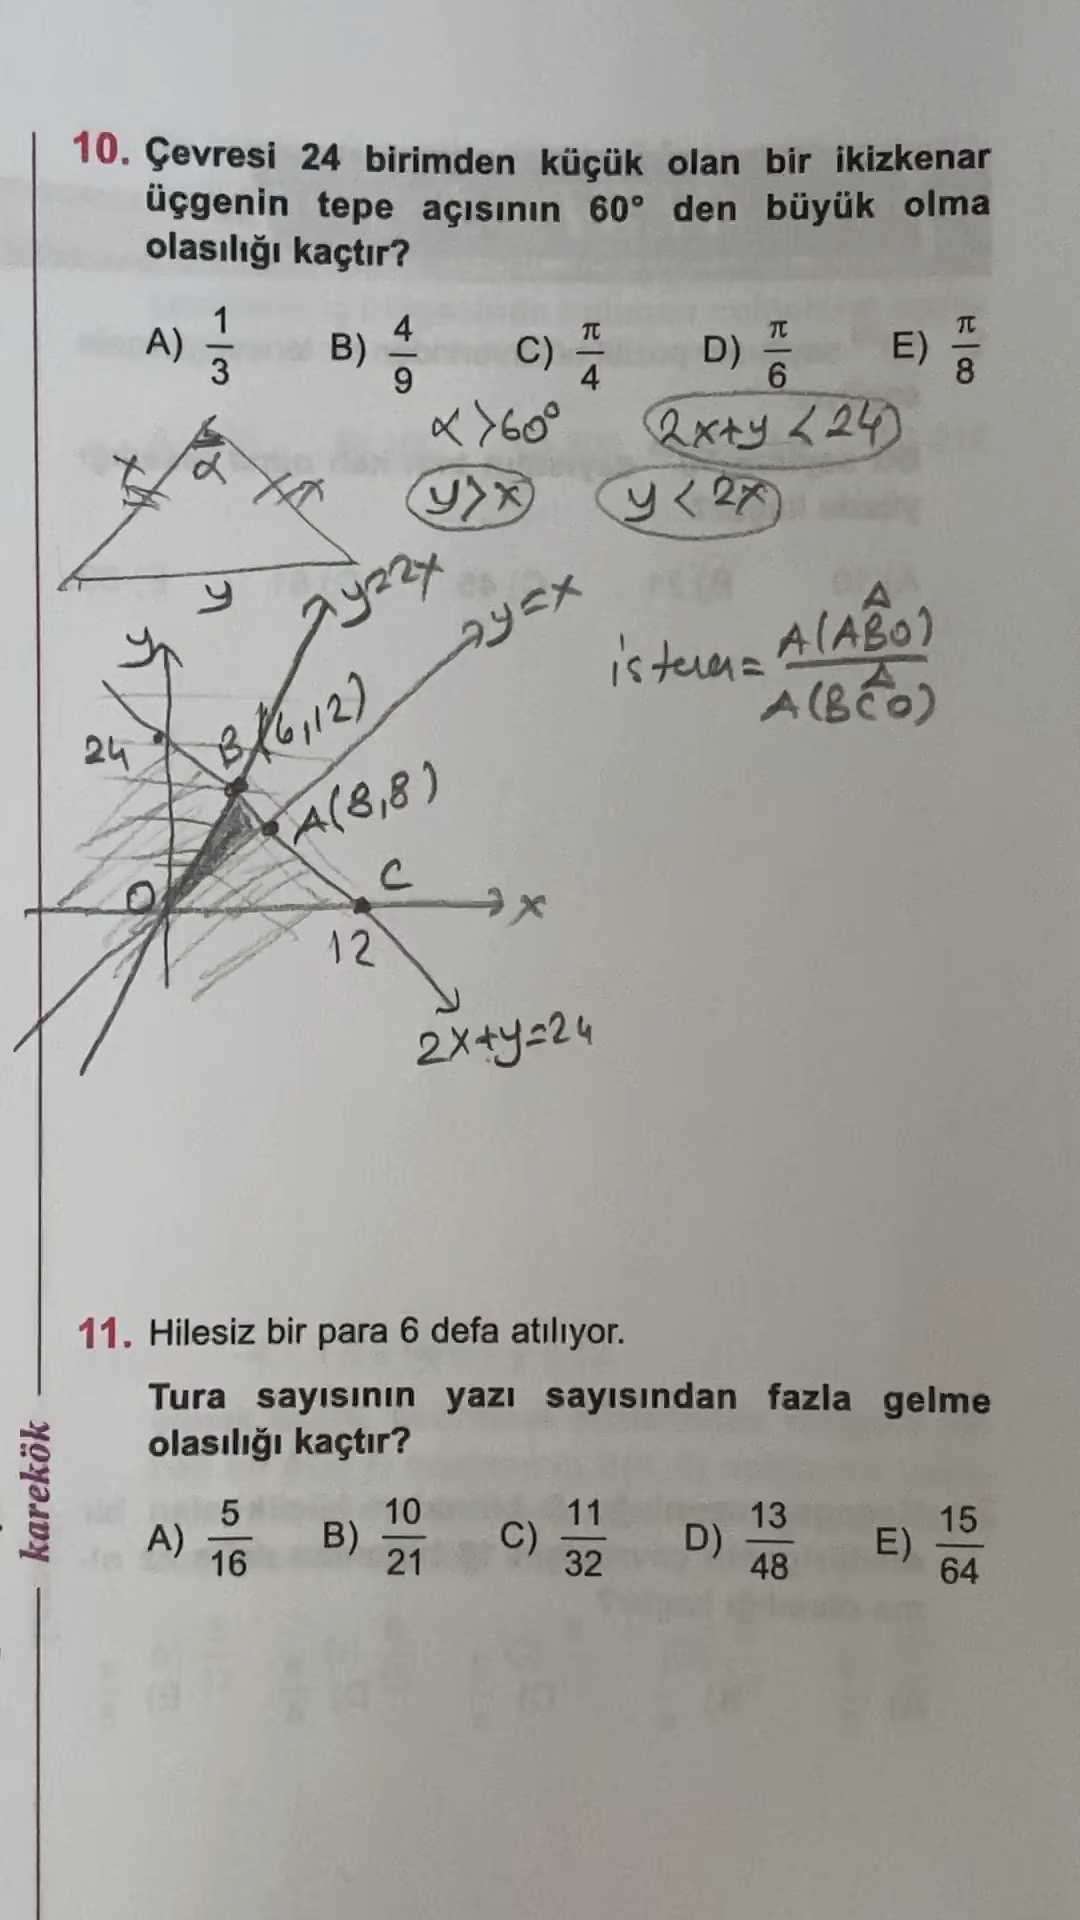 10. Çevresi 24 birimden küçük olan bir ikizkenar
üçgenin tepe açısının 60° den büyük olma
olasılığı kaçtır?
A) 1/3 B) 4/9 C) π/4 D) π/6 E) π/8
α>60° 2x+y<24
x α x
y>x y<2x
y
y=2x
y=x
isteren= A(ABO)/A(BCO)
y
24
B(6,12)
A(8,8)
C
O
x
12
2x+y=24
11. Hilesiz bir para 6 defa atılıyor.
Tura sayısının yazı sayısından fazla gelme
olasılığı kaçtır?
A) 5/16 B) 10/21 C) 11/32 D) 13/48 E) 15/64
karekök